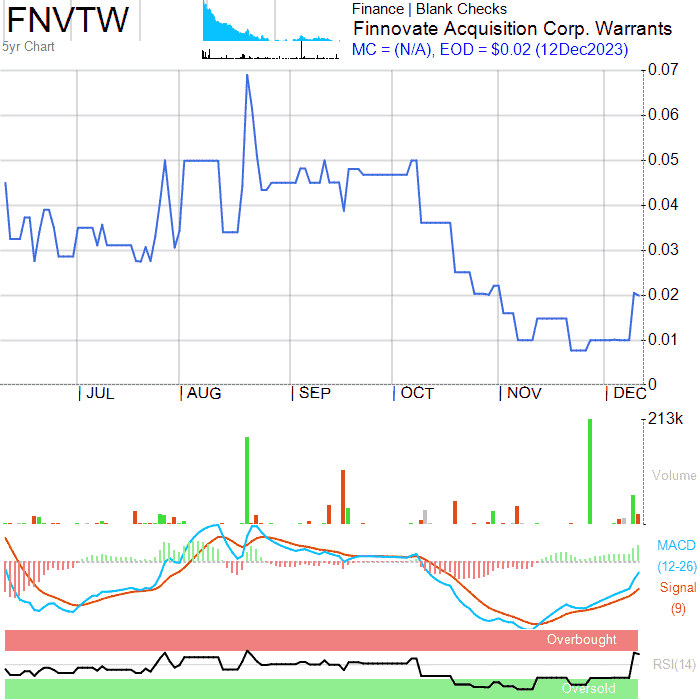 FNVTW
5yr Chart
Finance | Blank Checks
Finnovate Acquisition Corp. Warrants
MC = (N/A), EOD = $0.02 (12Dec2023)
0.07
0.06
0.05
0.04
0.03
0.02
0.01
0
| JUL | AUG | SEP | OCT | NOV | DEC
213k
Volume
MACD
(12-26)
Signal
(9)
Overbought
RSI(14)
Oversold